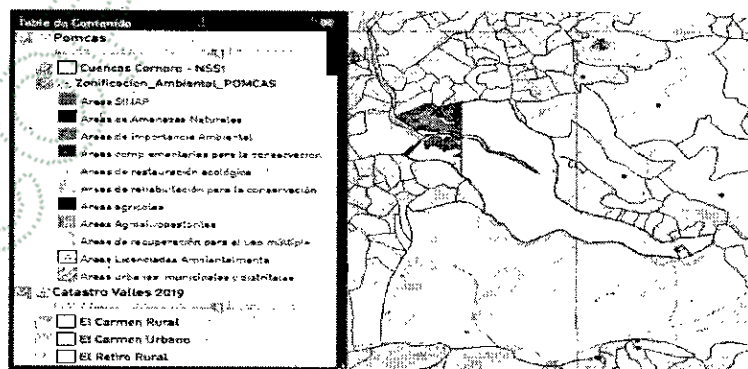 Tabla de Contenido
Pomcas
Cuencas Cornare - NSS1
Zonificacion_Ambiental_POMCAS
Areas SINAP
Areas de Amenazas Naturales
Areas de importancia Ambiental
Areas complementarias para la conservación
Areas de restauración ecológica
Areas de rehabilitación para la conservación
Areas agricolas
Areas Agrosilvopastoriles
Areas de recuperación para el uso múltiple
Areas Licenciadas Ambientalmente
Areas urbanas, municipales y distritales
Catastro Valles 2019
El Carmen Rural
El Carmen Urbano
El Retiro Rural